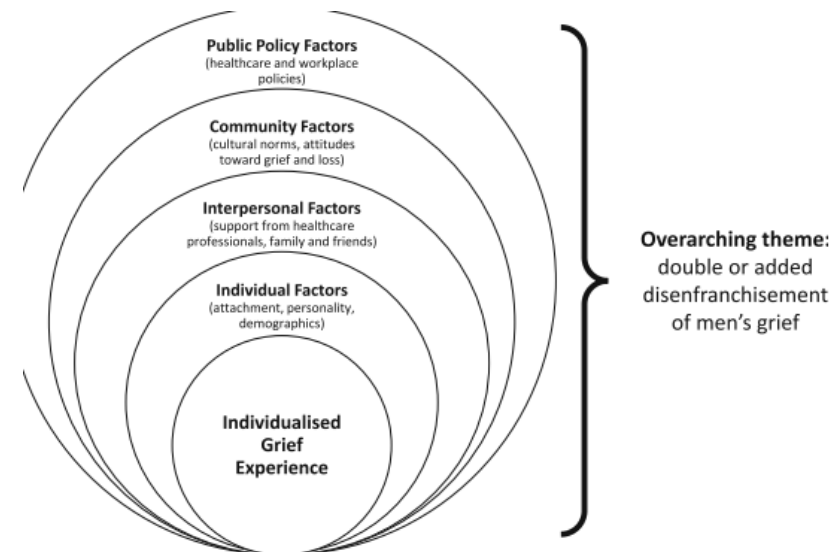 Public Policy Factors
(healthcare and workplace
policies)
Community Factors
(cultural norms, attitudes
toward grief and loss)
Interpersonal Factors
(support from healthcare
professionals, family and friends)
Individual Factors
(attachment, personality,
demographics)
Individualised
Grief
Experience
Overarching theme:
double or added
disenfranchisement
of men’s grief